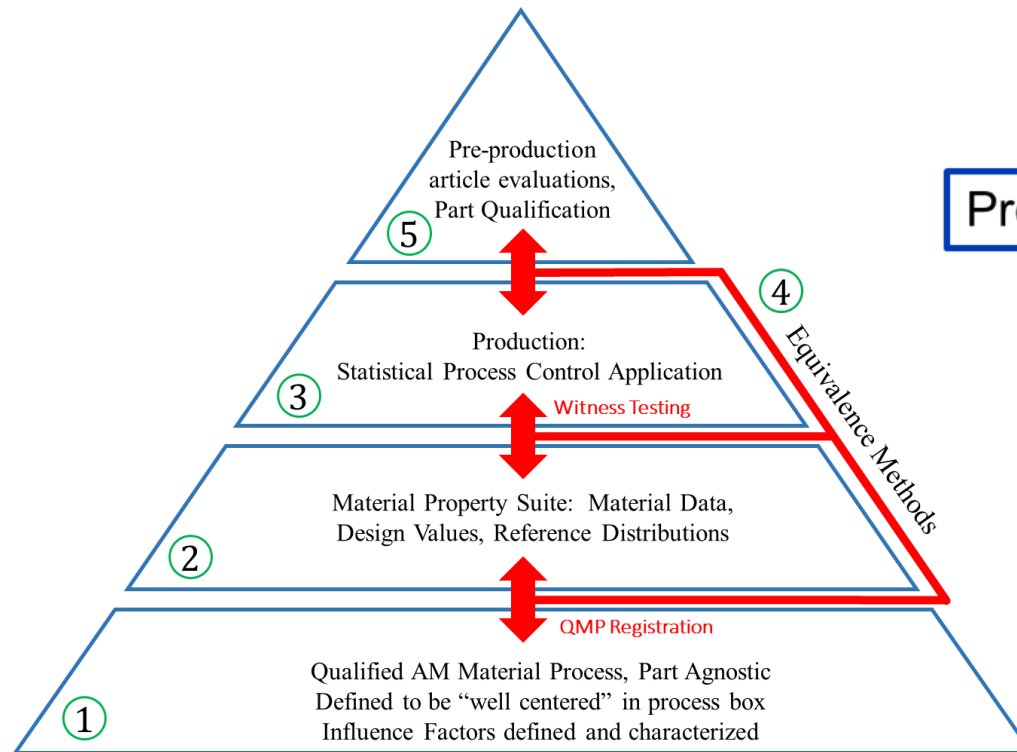 Pre-production
article evaluations,
Part Qualification
5
Production:
Statistical Process Control Application
3
4
Equivalence Methods
Witness Testing
Material Property Suite: Material Data,
Design Values, Reference Distributions
2
QMP Registration
Qualified AM Material Process, Part Agnostic
Defined to be “well centered” in process box
Influence Factors defined and characterized
1